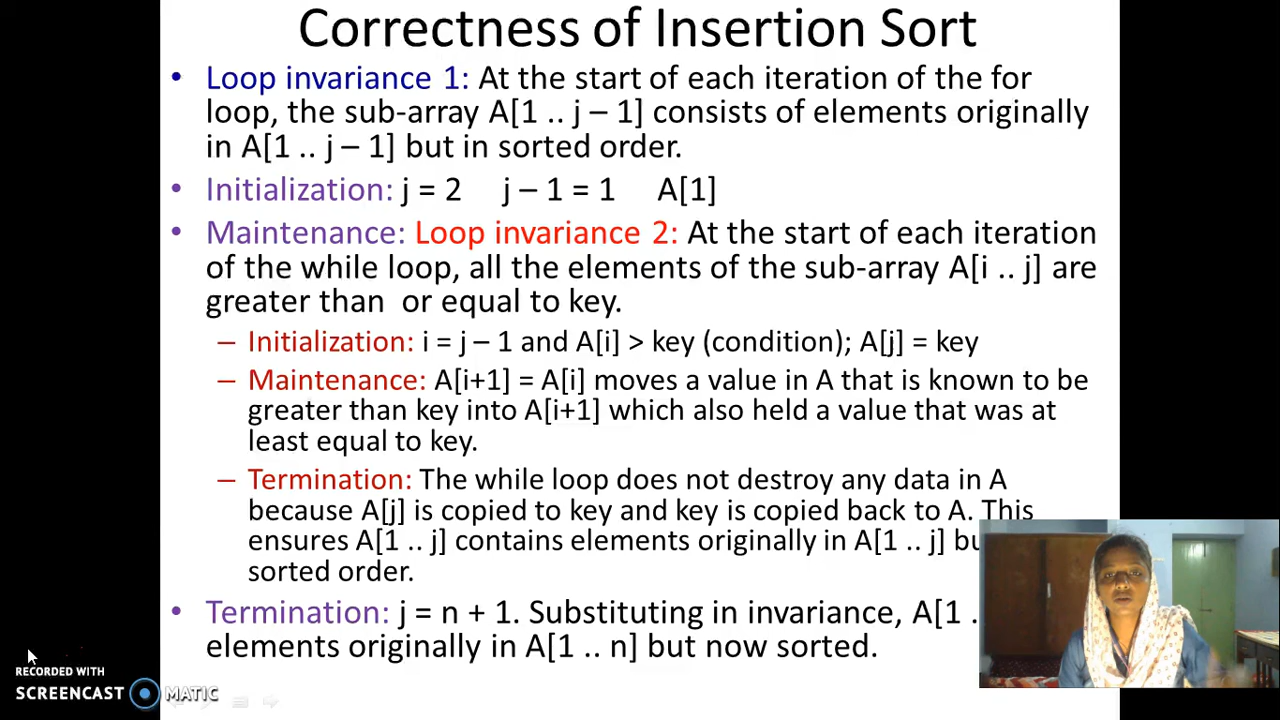 Correctness of Insertion Sort
• Loop invariance 1: At the start of each iteration of the for
loop, the sub-array A[1 .. j – 1] consists of elements originally
in A[1 .. j – 1] but in sorted order.
• Initialization: j = 2 j – 1 = 1 A[1]
• Maintenance: Loop invariance 2: At the start of each iteration
of the while loop, all the elements of the sub-array A[i .. j] are
greater than or equal to key.
– Initialization: i = j – 1 and A[i] > key (condition); A[j] = key
– Maintenance: A[i+1] = A[i] moves a value in A that is known to be
greater than key into A[i+1] which also held a value that was at
least equal to key.
– Termination: The while loop does not destroy any data in A
because A[j] is copied to key and key is copied back to A. This
ensures A[1 .. j] contains elements originally in A[1 .. j]
sorted order.
• Termination: j = n + 1. Substituting in invariance, A[1 .
elements originally in A[1 .. n] but now sorted.
RECORDED WITH
SCREENCAST MATIC